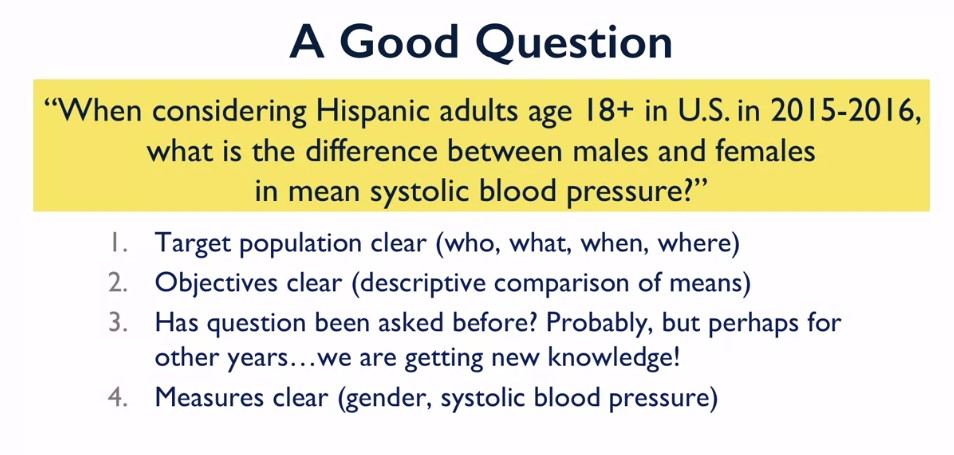 A Good Question
“When considering Hispanic adults age 18+ in U.S. in 2015-2016,
what is the difference between males and females
in mean systolic blood pressure?”
1. Target population clear (who, what, when, where)
2. Objectives clear (descriptive comparison of means)
3. Has question been asked before? Probably, but perhaps for
other years…we are getting new knowledge!
4. Measures clear (gender, systolic blood pressure)